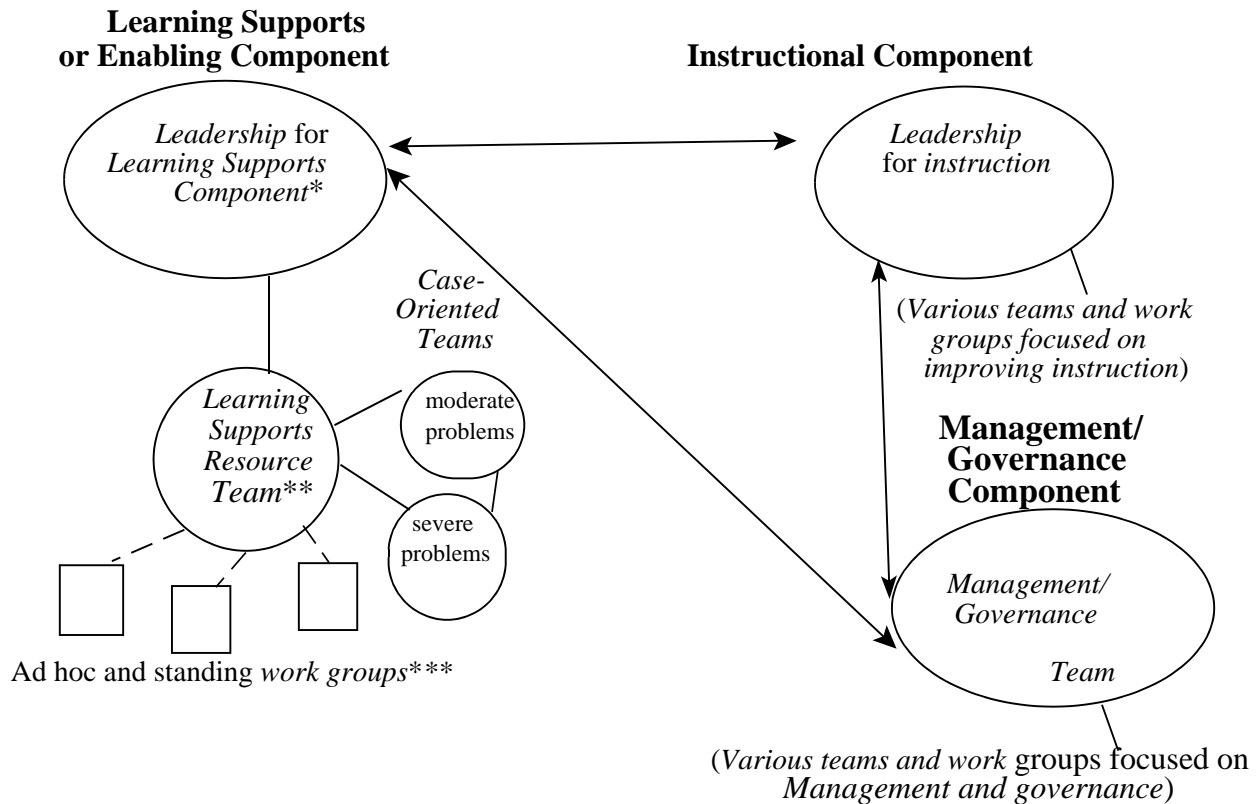 Learning Supports
or Enabling Component
Instructional Component
Leadership for
Learning Supports
Component*
Leadership
for instruction
Case-
Oriented
Teams
(Various teams and work
groups focused on
improving instruction)
Learning
Supports
Resource
Team**
moderate
problems
severe
problems
Management/
Governance
Component
Management/
Governance
Team
Ad hoc and standing work groups***
(Various teams and work groups focused on
Management and governance)